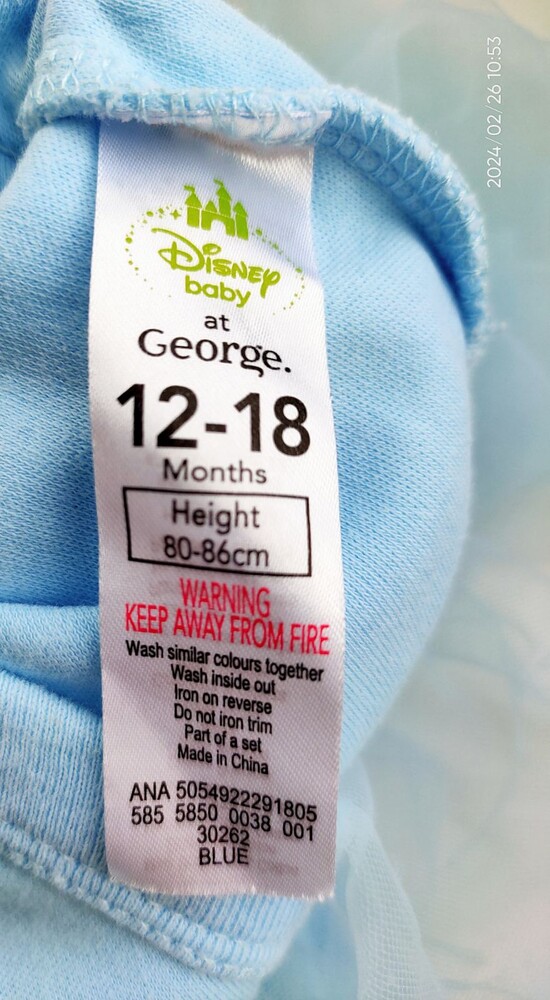 2024/02/26 10:53
Disney
baby
at
George.
12-18
Months
Height
80-86cm
WARNING
KEEP AWAY FROM FIRE
Wash similar colours together
Wash inside out
Iron on reverse
Do not iron trim
Part of a set
Made in China
ANA 5054922291805
585 5850 0038 001
30262
BLUE